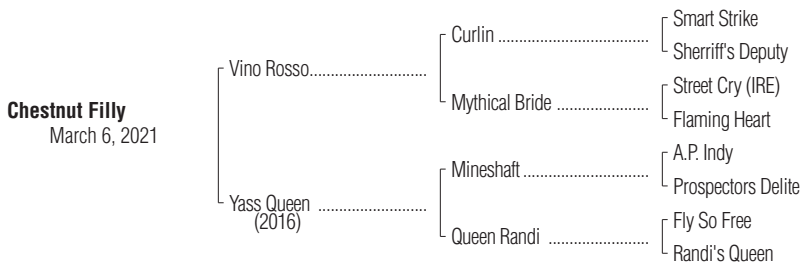 Chestnut Filly
March 6, 2021
Vino Rosso
Yass Queen
(2016)
Curlin
Mythical Bride
Mineshaft
Queen Randi
Smart Strike
Sherriff's Deputy
Street Cry (IRE)
Flaming Heart
A.P. Indy
Prospectors Delite
Fly So Free
Randi's Queen